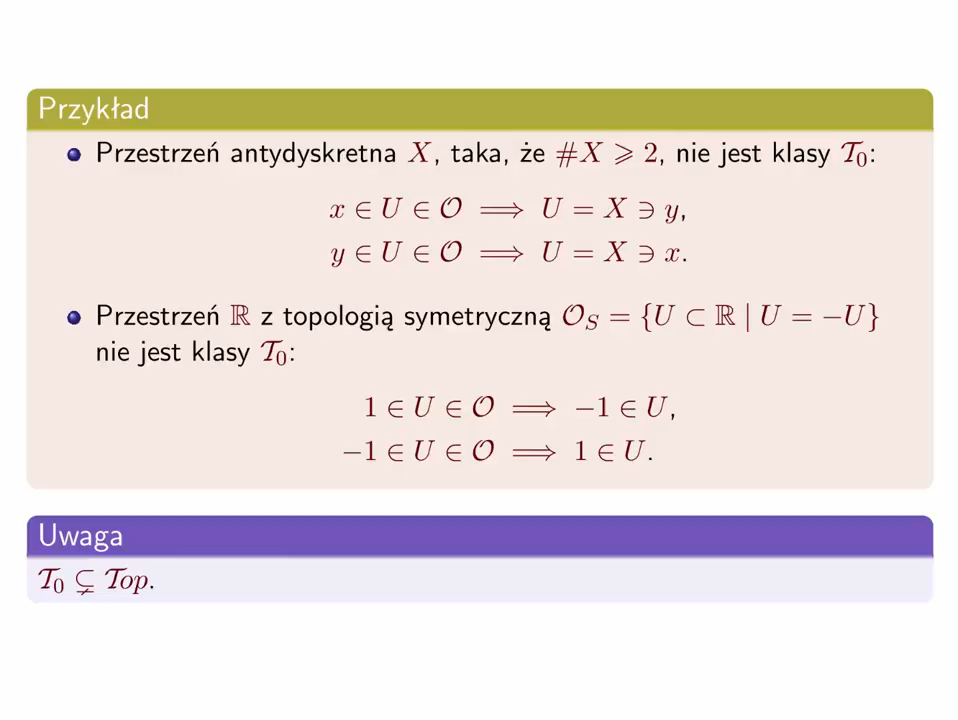 Przykład
Przestrzeń antydyskretna X, taka, że #X ⩾ 2, nie jest klasy 𝒯₀:
x ∈ U ∈ 𝒪 ⟹ U = X ∋ y,
y ∈ U ∈ 𝒪 ⟹ U = X ∋ x.
Przestrzeń ℝ z topologią symetryczną 𝒪_S = {U ⊂ ℝ | U = −U}
nie jest klasy 𝒯₀:
1 ∈ U ∈ 𝒪 ⟹ −1 ∈ U,
−1 ∈ U ∈ 𝒪 ⟹ 1 ∈ U.
Uwaga
𝒯₀ ⊊ 𝒯op.